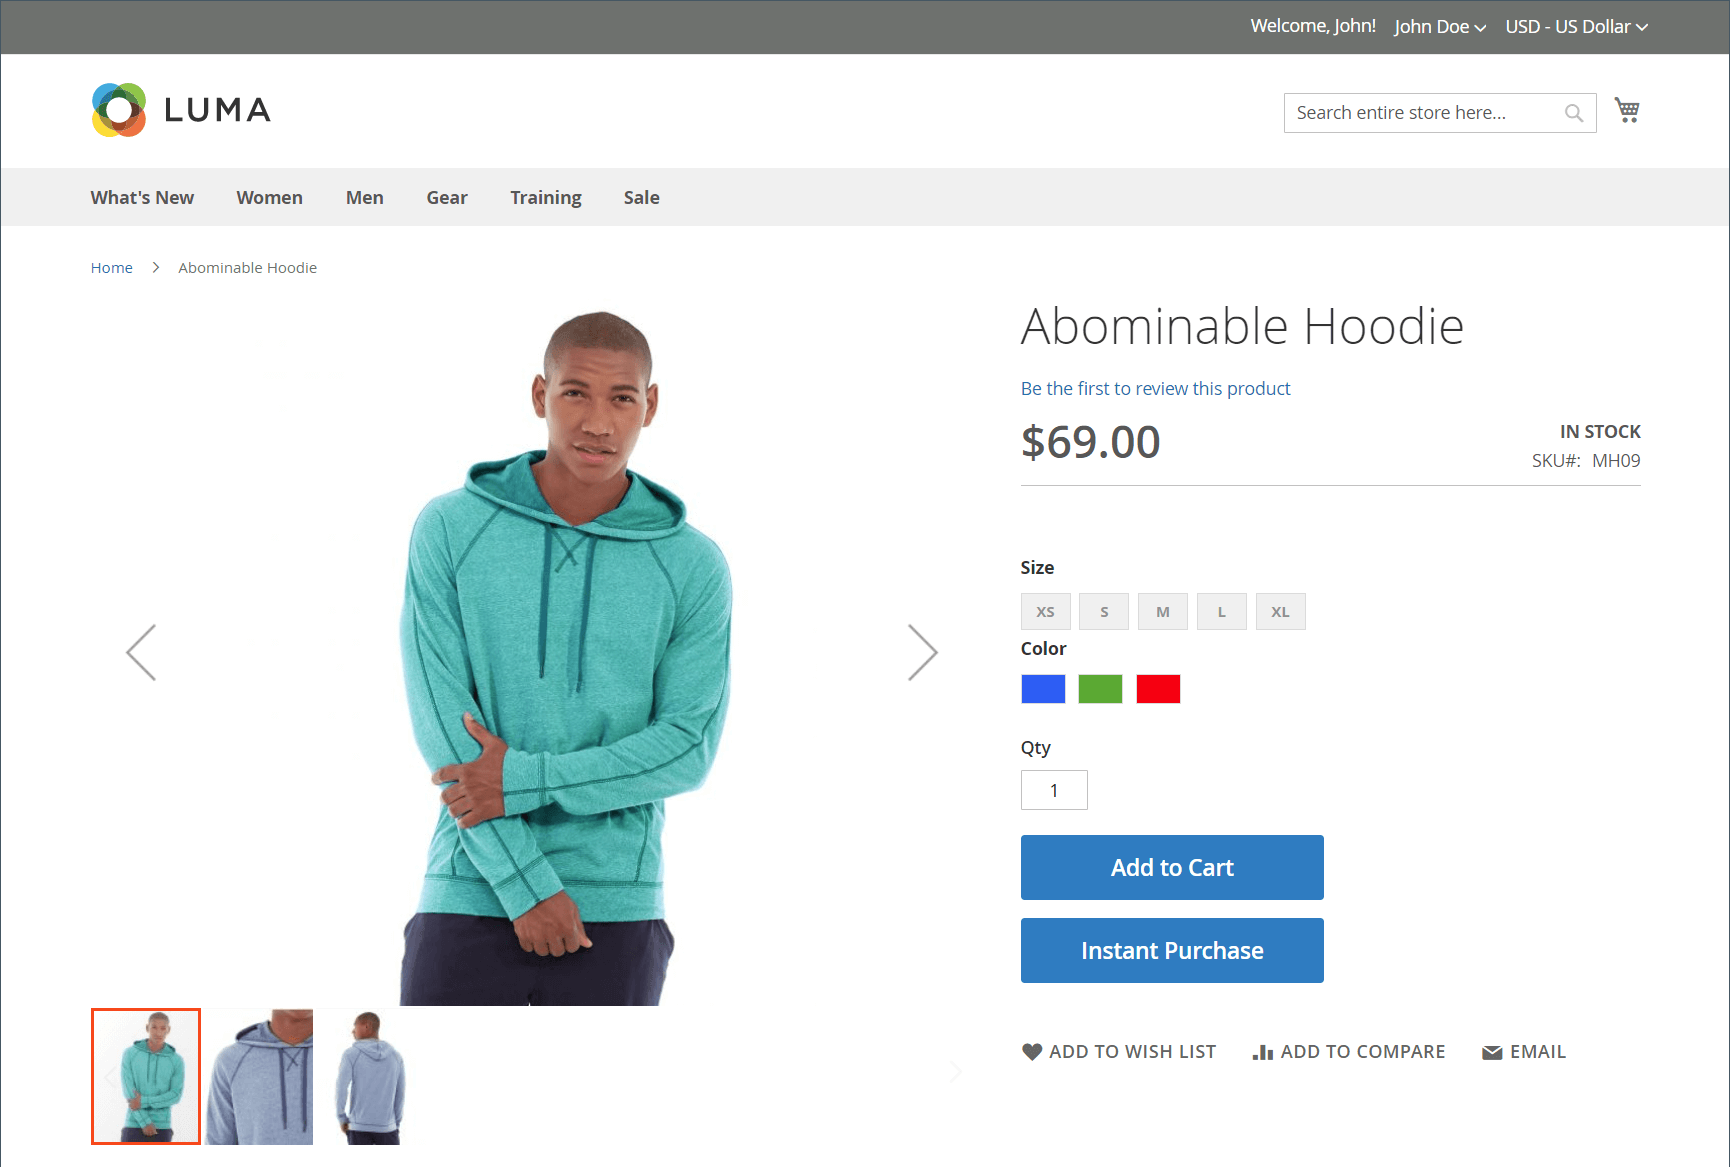 Welcome, John! John Doe USD - US Dollar
LUMA
Search entire store here...
What's New Women Men Gear Training Sale
Home Abominable Hoodie
Abominable Hoodie
Be the first to review this product
$69.00
IN STOCK
SKU#: MH09
Size
XS S M L XL
Color
Qty
1
Add to Cart
Instant Purchase
ADD TO WISH LIST ADD TO COMPARE EMAIL